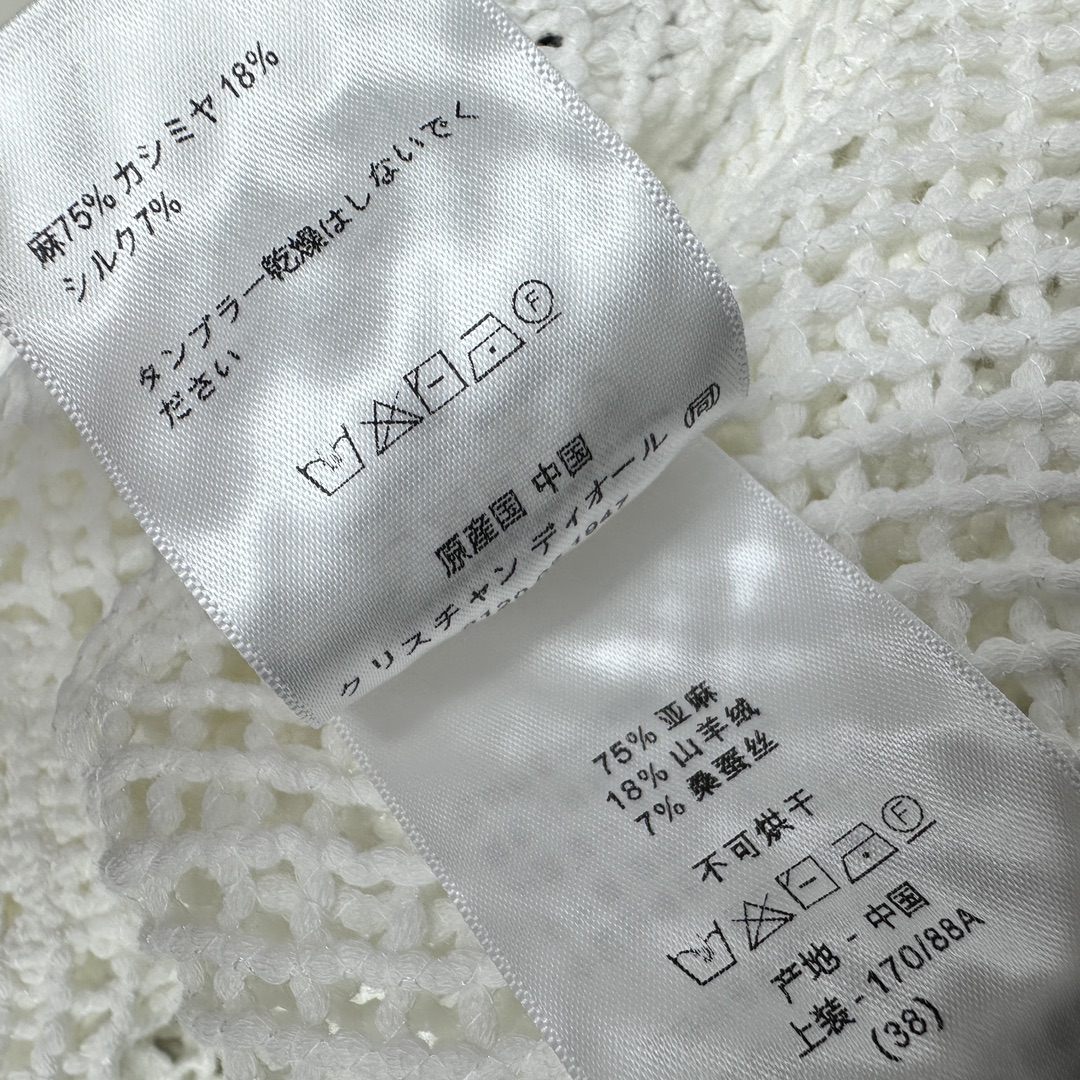 麻75% カシミヤ 18%
シルク7%
タンブラー乾燥はしないでく
ださい
原産国 中国
クリスチャン ディオール (同)
75% 亚麻
18% 山羊绒
7% 桑蚕丝
不可烘干
产地 - 中国
上装 - 170/88A
(38)